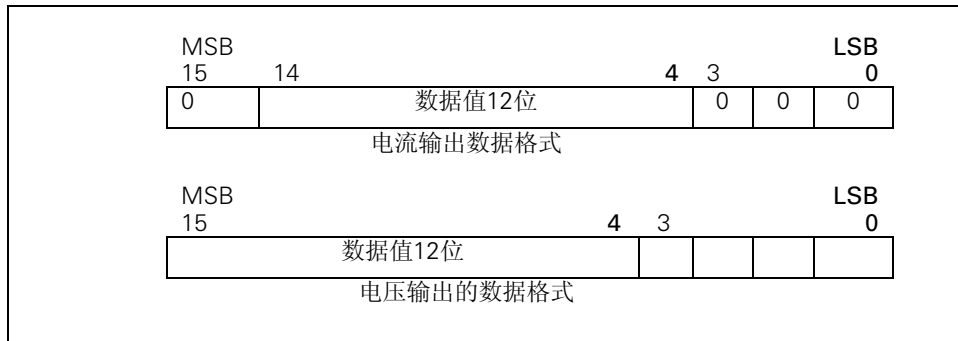 MSB LSB
15 14 4 3 0
0 数据值12位 0 0 0
电流输出数据格式
MSB LSB
15 4 3 0
数据值12位
电压输出的数据格式